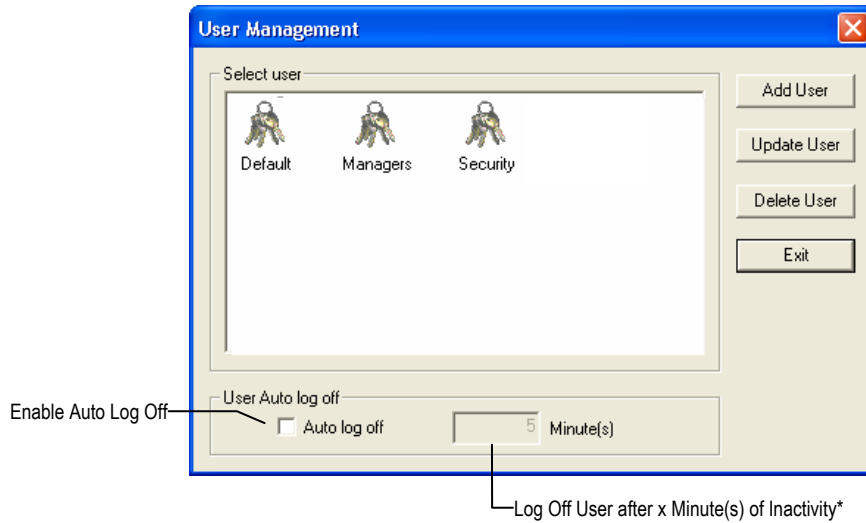 User Management
Select user
Default Managers Security
Add User
Update User
Delete User
Exit
User Auto log off
Enable Auto Log Off
Auto log off 5 Minute(s)
Log Off User after x Minute(s) of Inactivity*